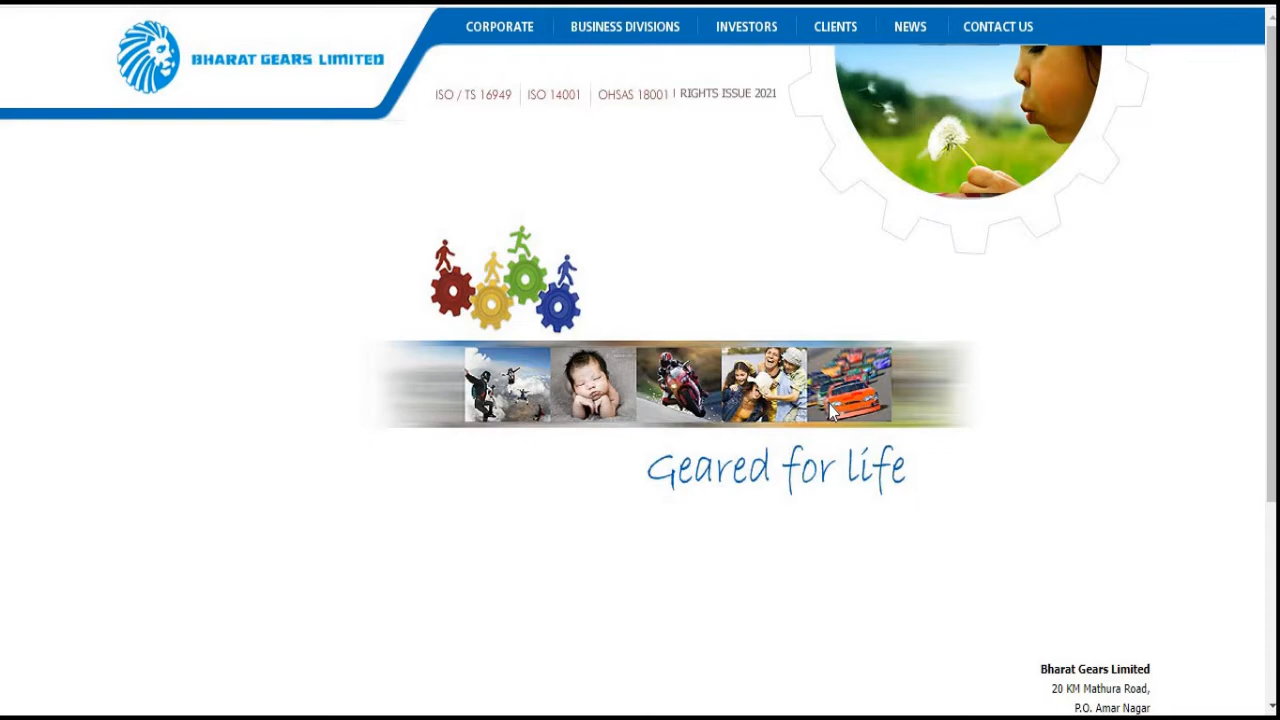 CORPORATE
BUSINESS DIVISIONS
INVESTORS
CLIENTS
NEWS
CONTACT US
BHARAT GEARS LIMITED
ISO / TS 16949
ISO 14001
OHSAS 18001
RIGHTS ISSUE 2021
Geared for life
Bharat Gears Limited
20 KM Mathura Road,
P.O. Amar Nagar